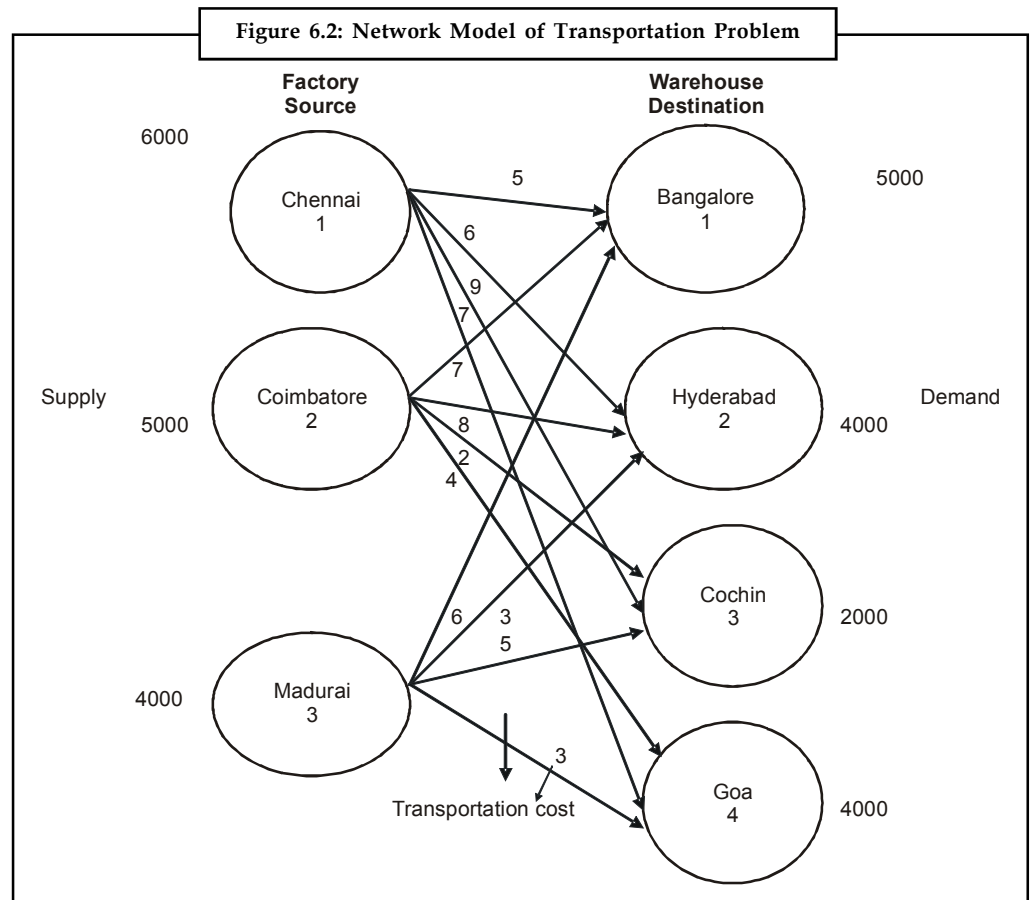 Figure 6.2: Network Model of Transportation Problem
Factory
Source
Warehouse
Destination
6000
Chennai
1
5
Bangalore
1
5000
6
9
7
7
Supply
5000
Coimbatore
2
8
2
4
Hyderabad
2
4000
Demand
Cochin
3
2000
6
3
5
4000
Madurai
3
3
Transportation cost
Goa
4
4000